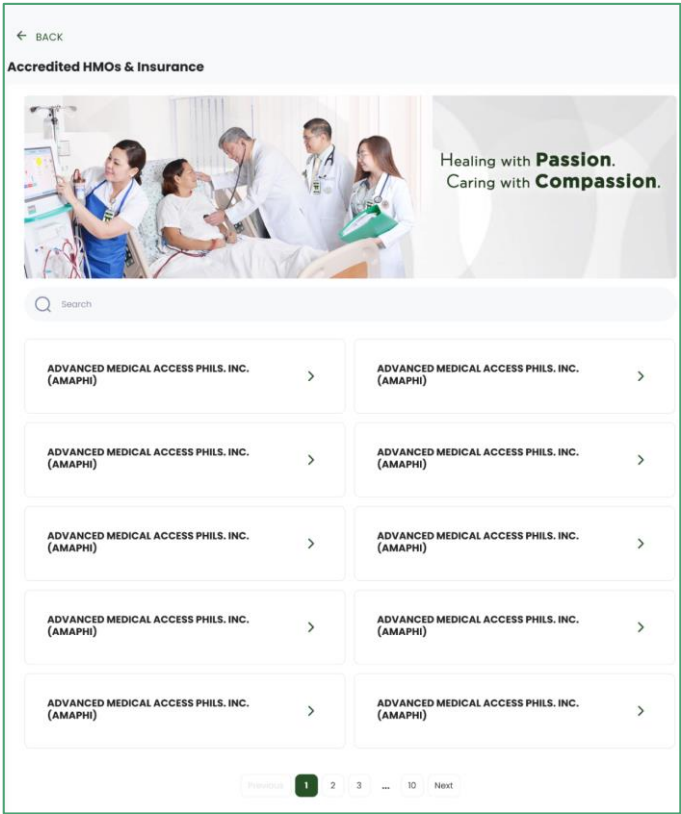 ← BACK
Accredited HMOs & Insurance
Healing with Passion.
Caring with Compassion.
Search
ADVANCED MEDICAL ACCESS PHILS. INC.
(AMAPHI)
ADVANCED MEDICAL ACCESS PHILS. INC.
(AMAPHI)
ADVANCED MEDICAL ACCESS PHILS. INC.
(AMAPHI)
ADVANCED MEDICAL ACCESS PHILS. INC.
(AMAPHI)
ADVANCED MEDICAL ACCESS PHILS. INC.
(AMAPHI)
ADVANCED MEDICAL ACCESS PHILS. INC.
(AMAPHI)
ADVANCED MEDICAL ACCESS PHILS. INC.
(AMAPHI)
ADVANCED MEDICAL ACCESS PHILS. INC.
(AMAPHI)
ADVANCED MEDICAL ACCESS PHILS. INC.
(AMAPHI)
ADVANCED MEDICAL ACCESS PHILS. INC.
(AMAPHI)
Previous 1 2 3 ... 10 Next